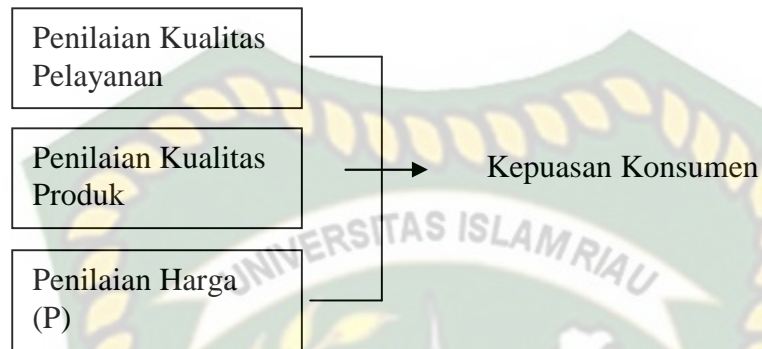 Penilaian Kualitas
Pelayanan
Penilaian Kualitas
Produk
Kepuasan Konsumen
UNIVERSITAS ISLAM RIAU
Penilaian Harga
(P)